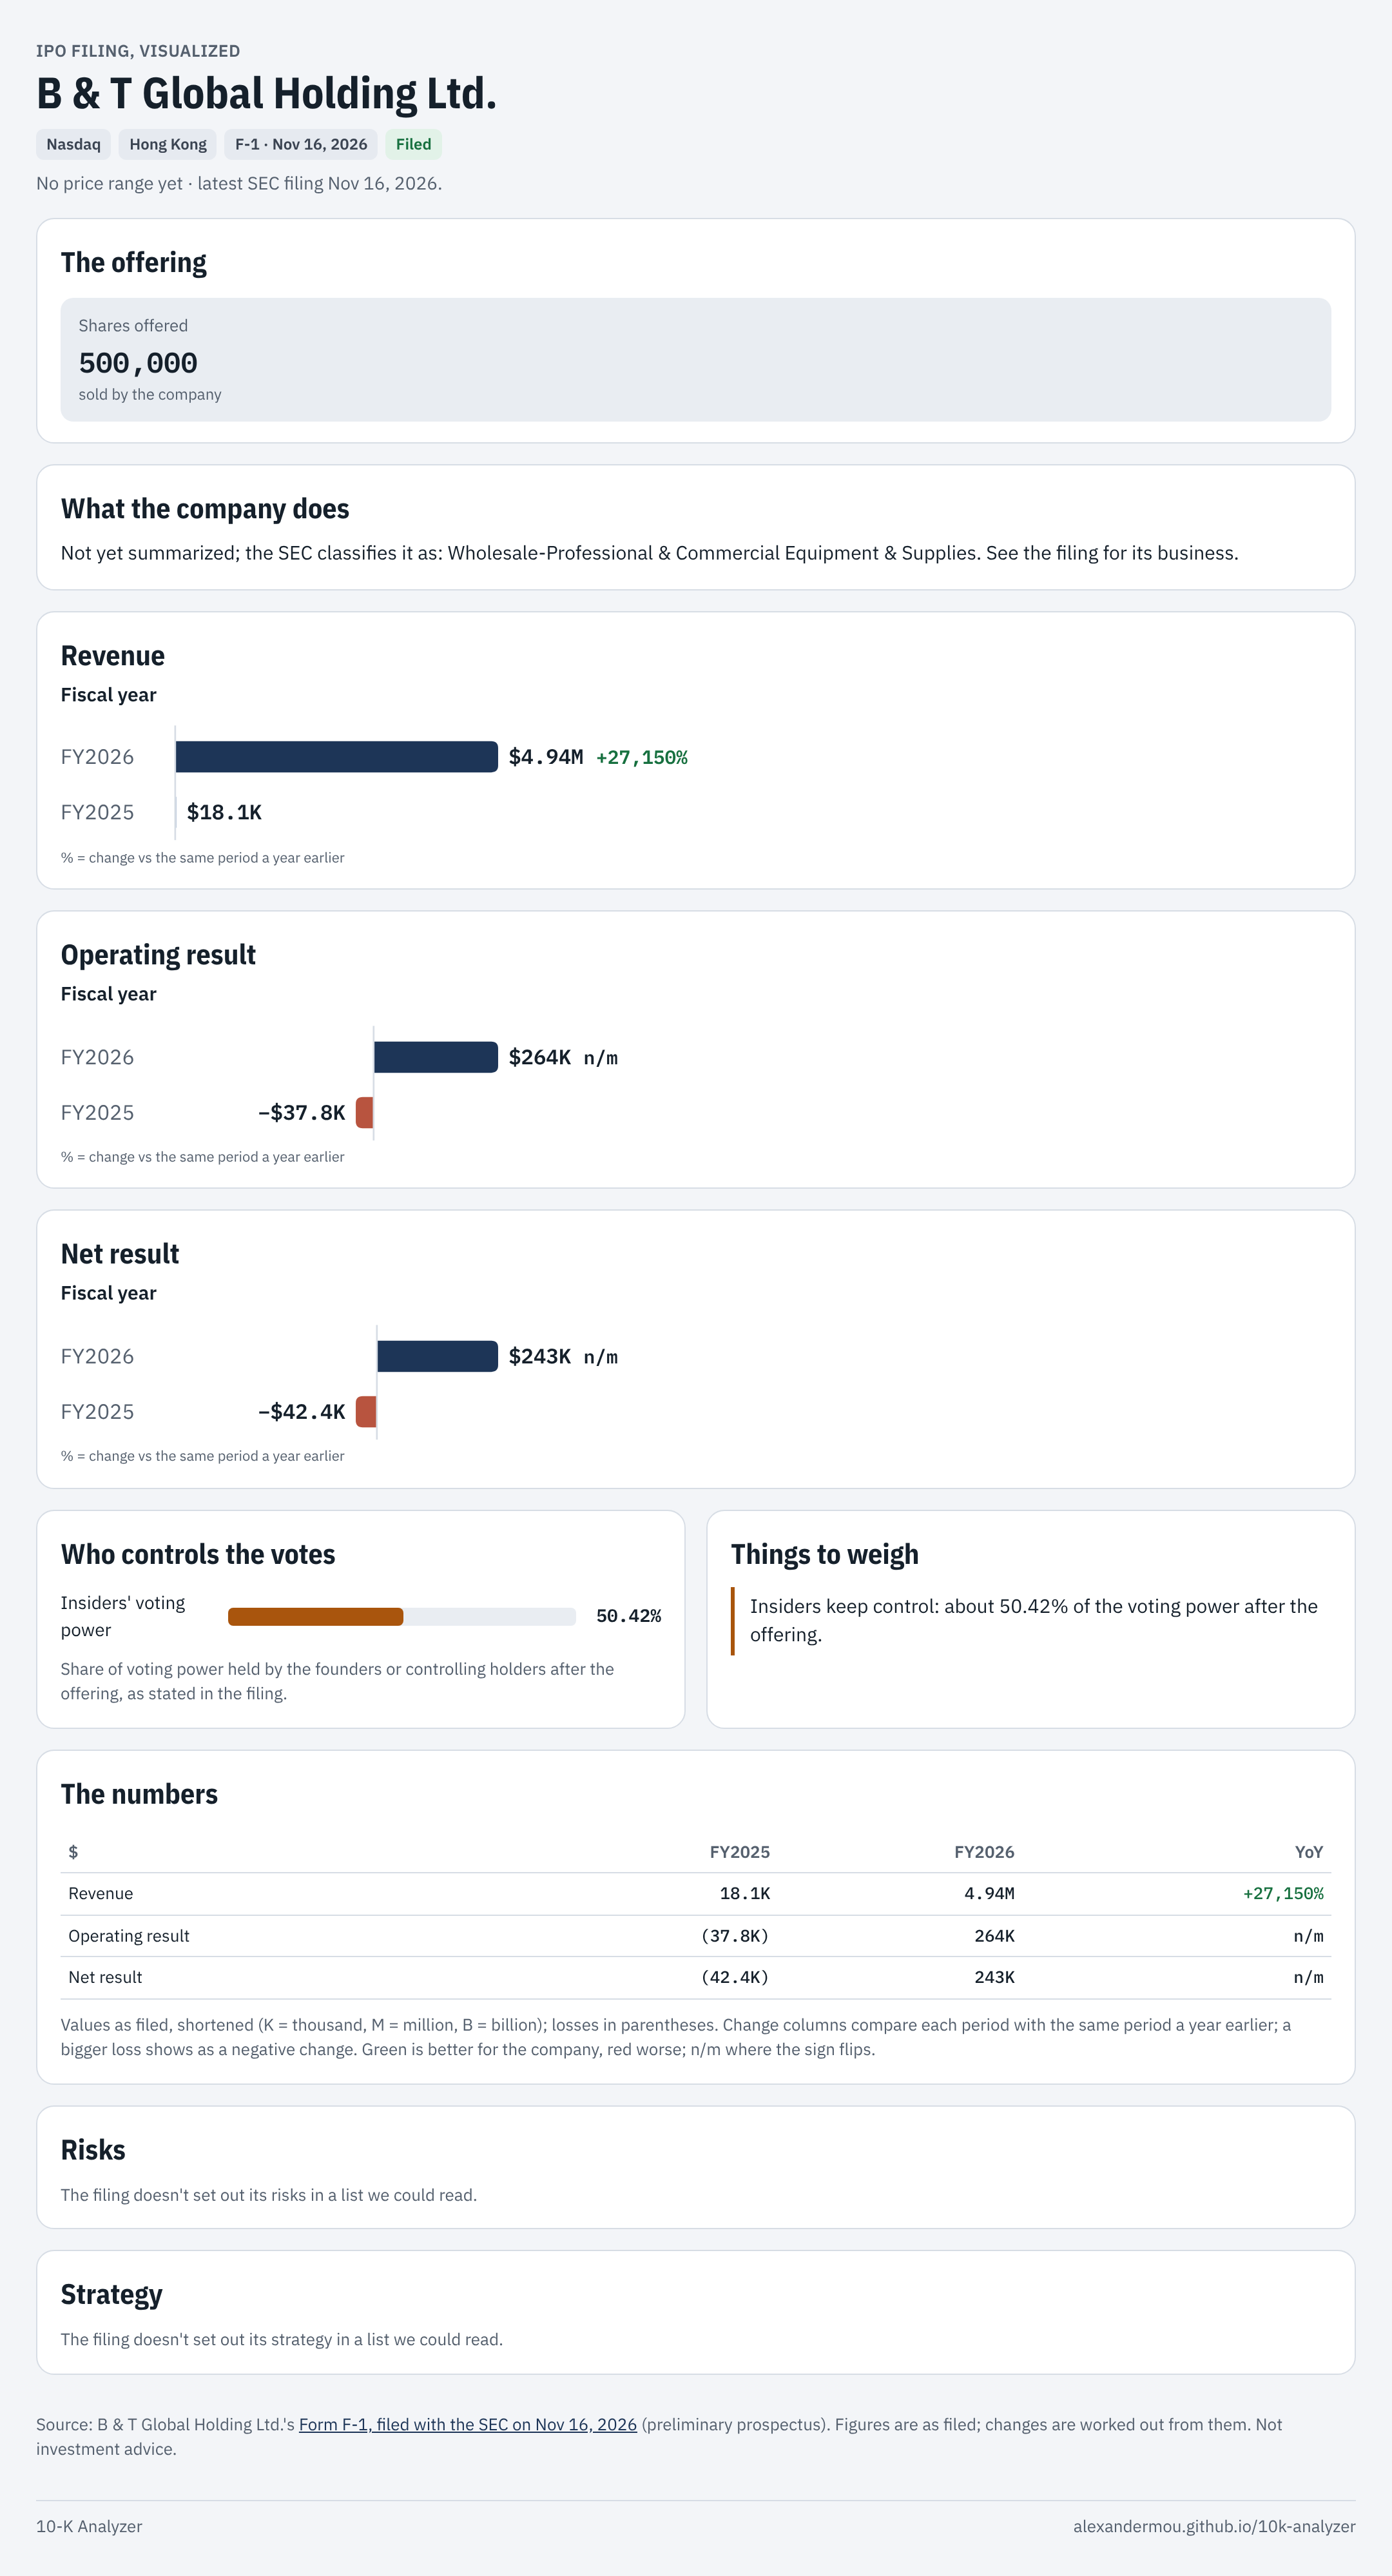 IPO FILING, VISUALIZED
B & T Global Holding Ltd.
Nasdaq Hong Kong F-1 · Nov 16, 2026 Filed
No price range yet · latest SEC filing Nov 16, 2026.
The offering
Shares offered
500,000
sold by the company
What the company does
Not yet summarized; the SEC classifies it as: Wholesale-Professional & Commercial Equipment & Supplies. See the filing for its business.
Revenue
Fiscal year
FY2026 $4.94M +27,150%
FY2025 $18.1K
% = change vs the same period a year earlier
Operating result
Fiscal year
FY2026 $264K n/m
FY2025 −$37.8K
% = change vs the same period a year earlier
Net result
Fiscal year
FY2026 $243K n/m
FY2025 −$42.4K
% = change vs the same period a year earlier
Who controls the votes
Insiders' voting
power
50.42%
Share of voting power held by the founders or controlling holders after the
offering, as stated in the filing.
Things to weigh
Insiders keep control: about 50.42% of the voting power after the
offering.
The numbers
$ FY2025 FY2026 YoY
Revenue 18.1K 4.94M +27,150%
Operating result (37.8K) 264K n/m
Net result (42.4K) 243K n/m
Values as filed, shortened (K = thousand, M = million, B = billion); losses in parentheses. Change columns compare each period with the same period a year earlier; a
bigger loss shows as a negative change. Green is better for the company, red worse; n/m where the sign flips.
Risks
The filing doesn't set out its risks in a list we could read.
Strategy
The filing doesn't set out its strategy in a list we could read.
Source: B & T Global Holding Ltd.'s Form F-1, filed with the SEC on Nov 16, 2026 (preliminary prospectus). Figures are as filed; changes are worked out from them. Not
investment advice.
10-K Analyzer alexandermou.github.io/10k-analyzer